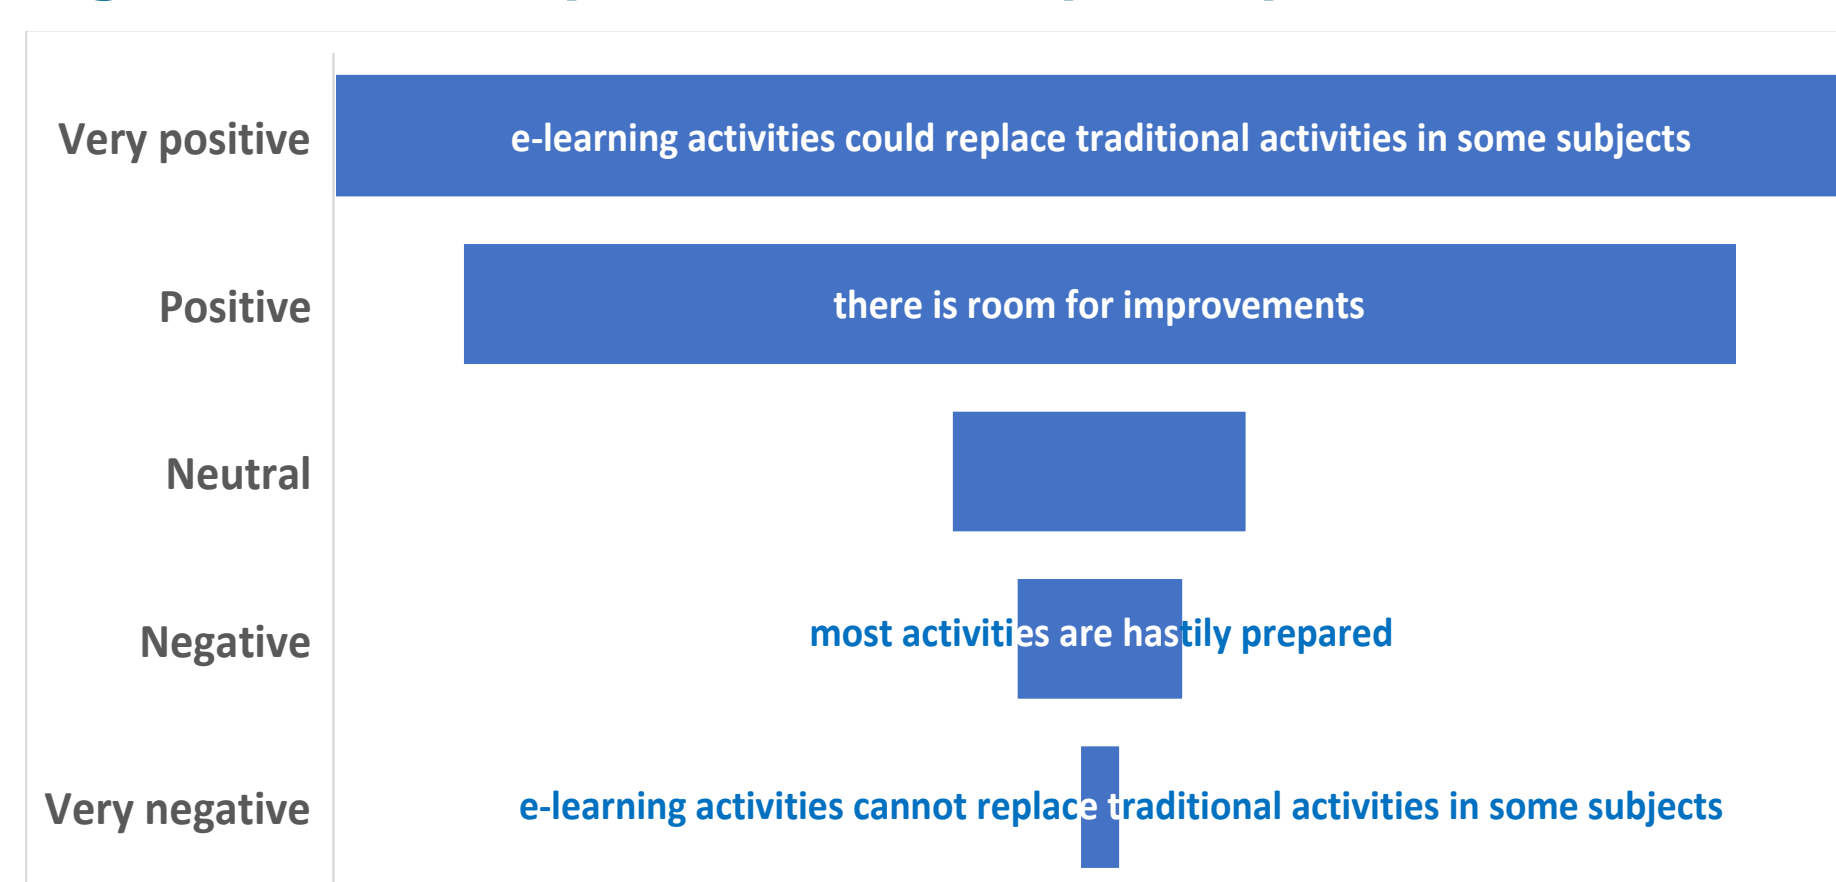 Very positive
e-learning activities could replace traditional activities in some subjects
Positive
there is room for improvements
Neutral
Negative
most activities are hastily prepared
Very negative
e-learning activities cannot replace traditional activities in some subjects